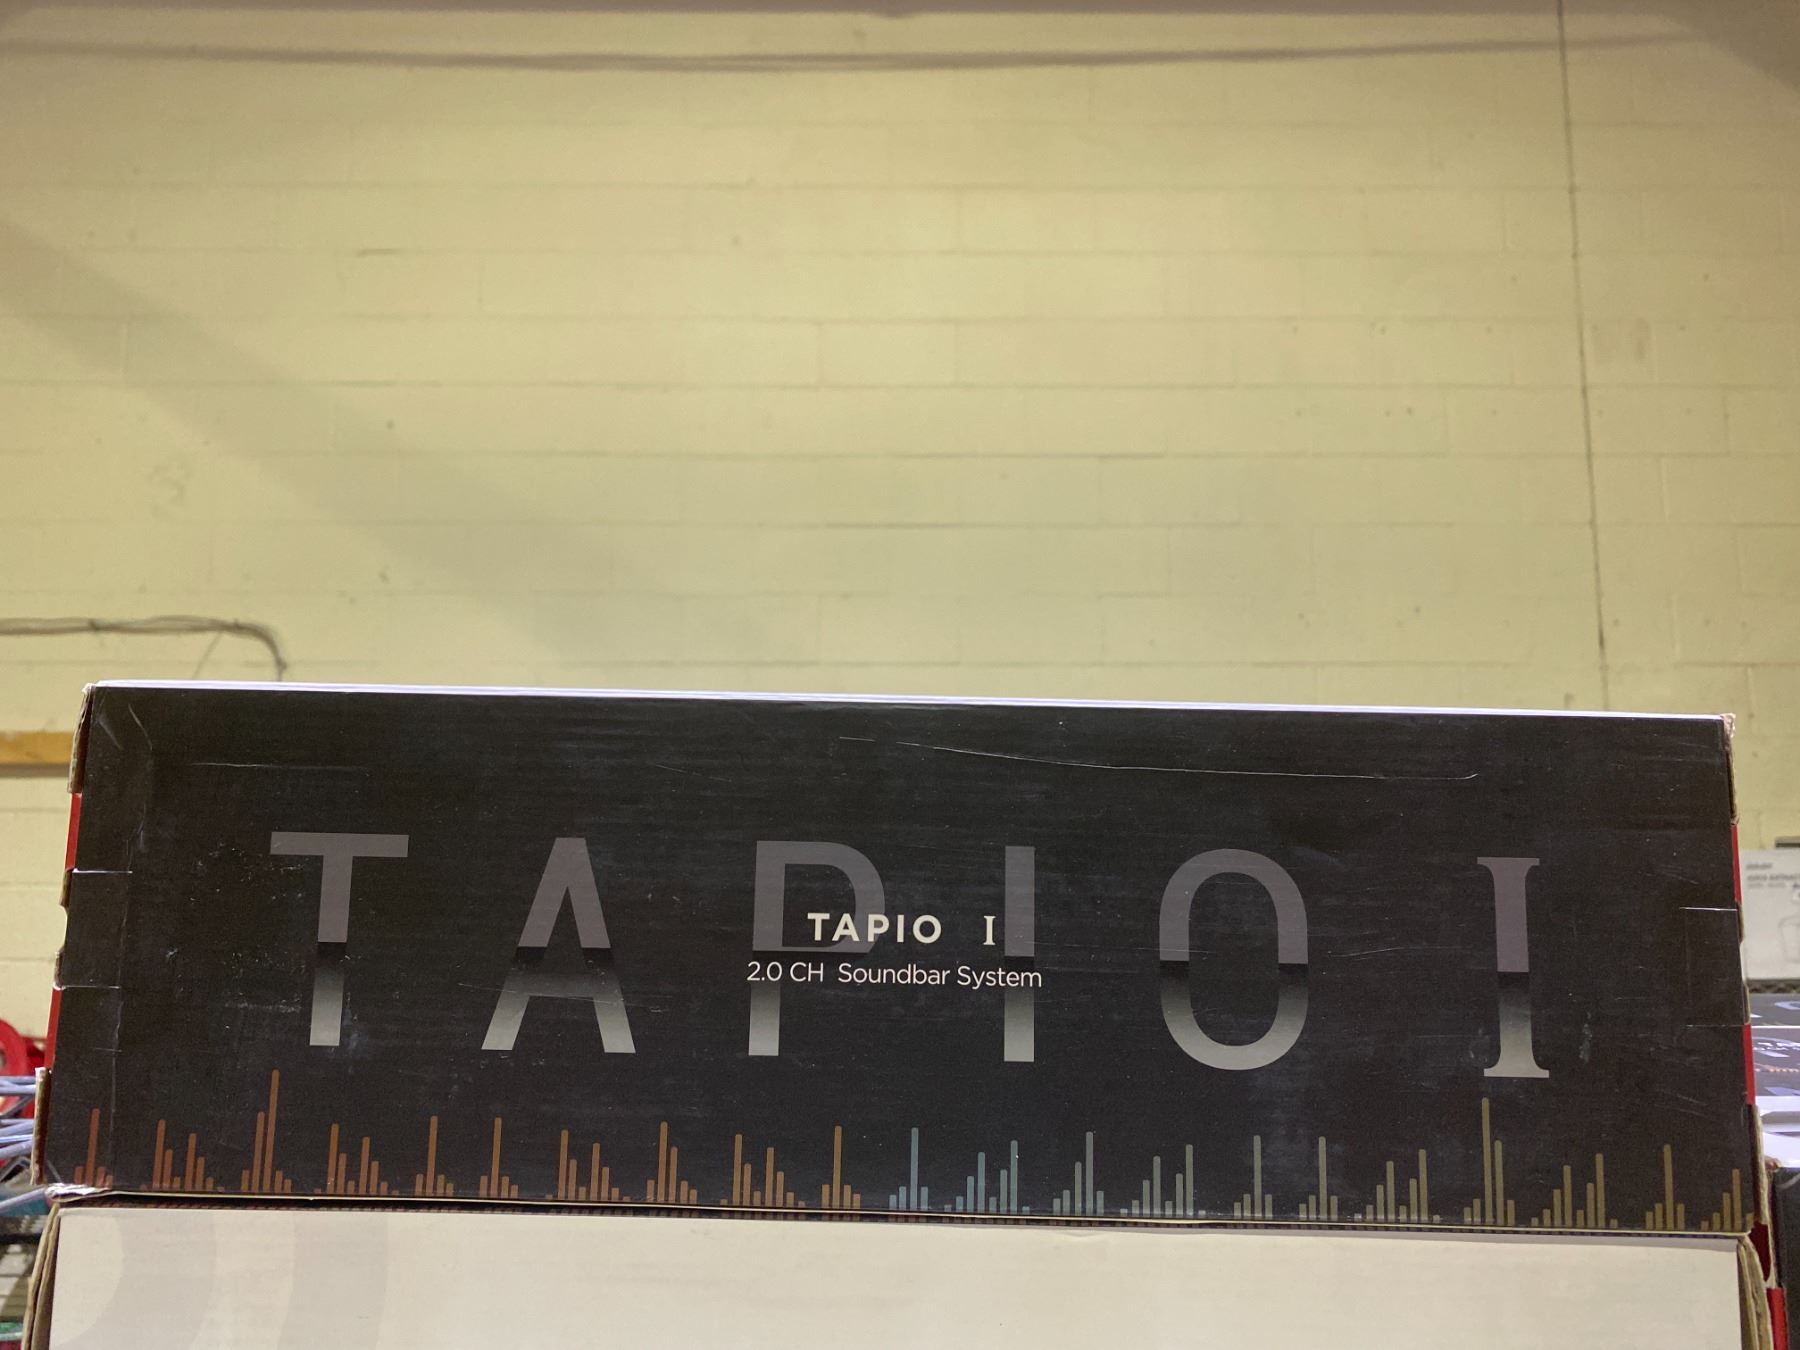 TAPIO I
TAPIO I
2.0 CH Soundbar System